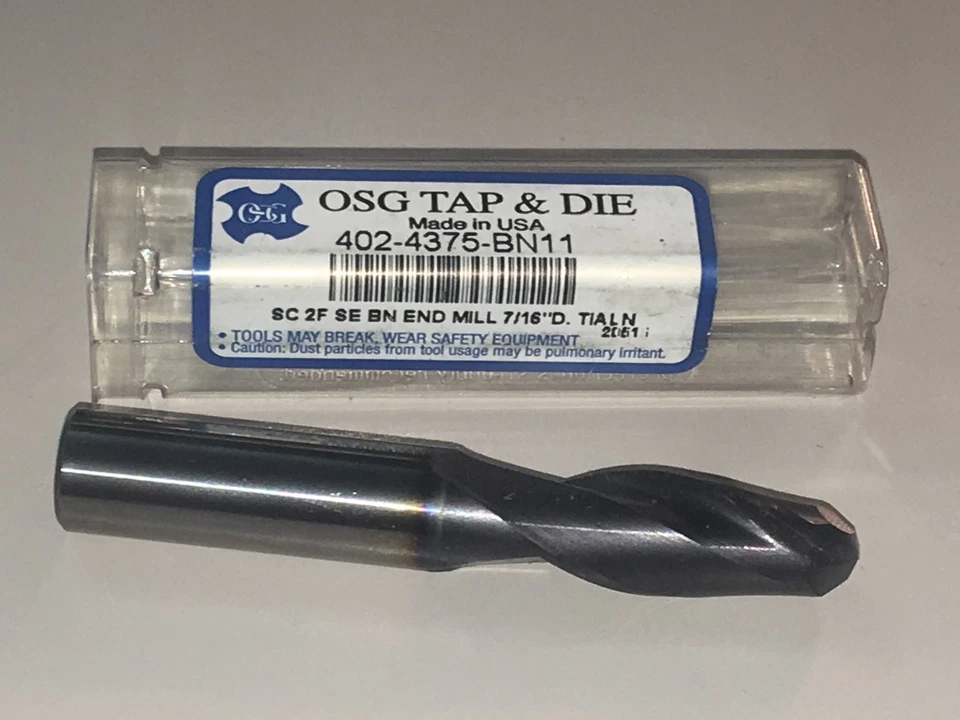 OSG
OSG TAP & DIE
Made in USA
402-4375-BN11
SC 2F SE BN END MILL 7/16"D. TIALN
2051
• TOOLS MAY BREAK, WEAR SAFETY EQUIPMENT
• Caution: Dust particles from tool usage may be pulmonary irritant.